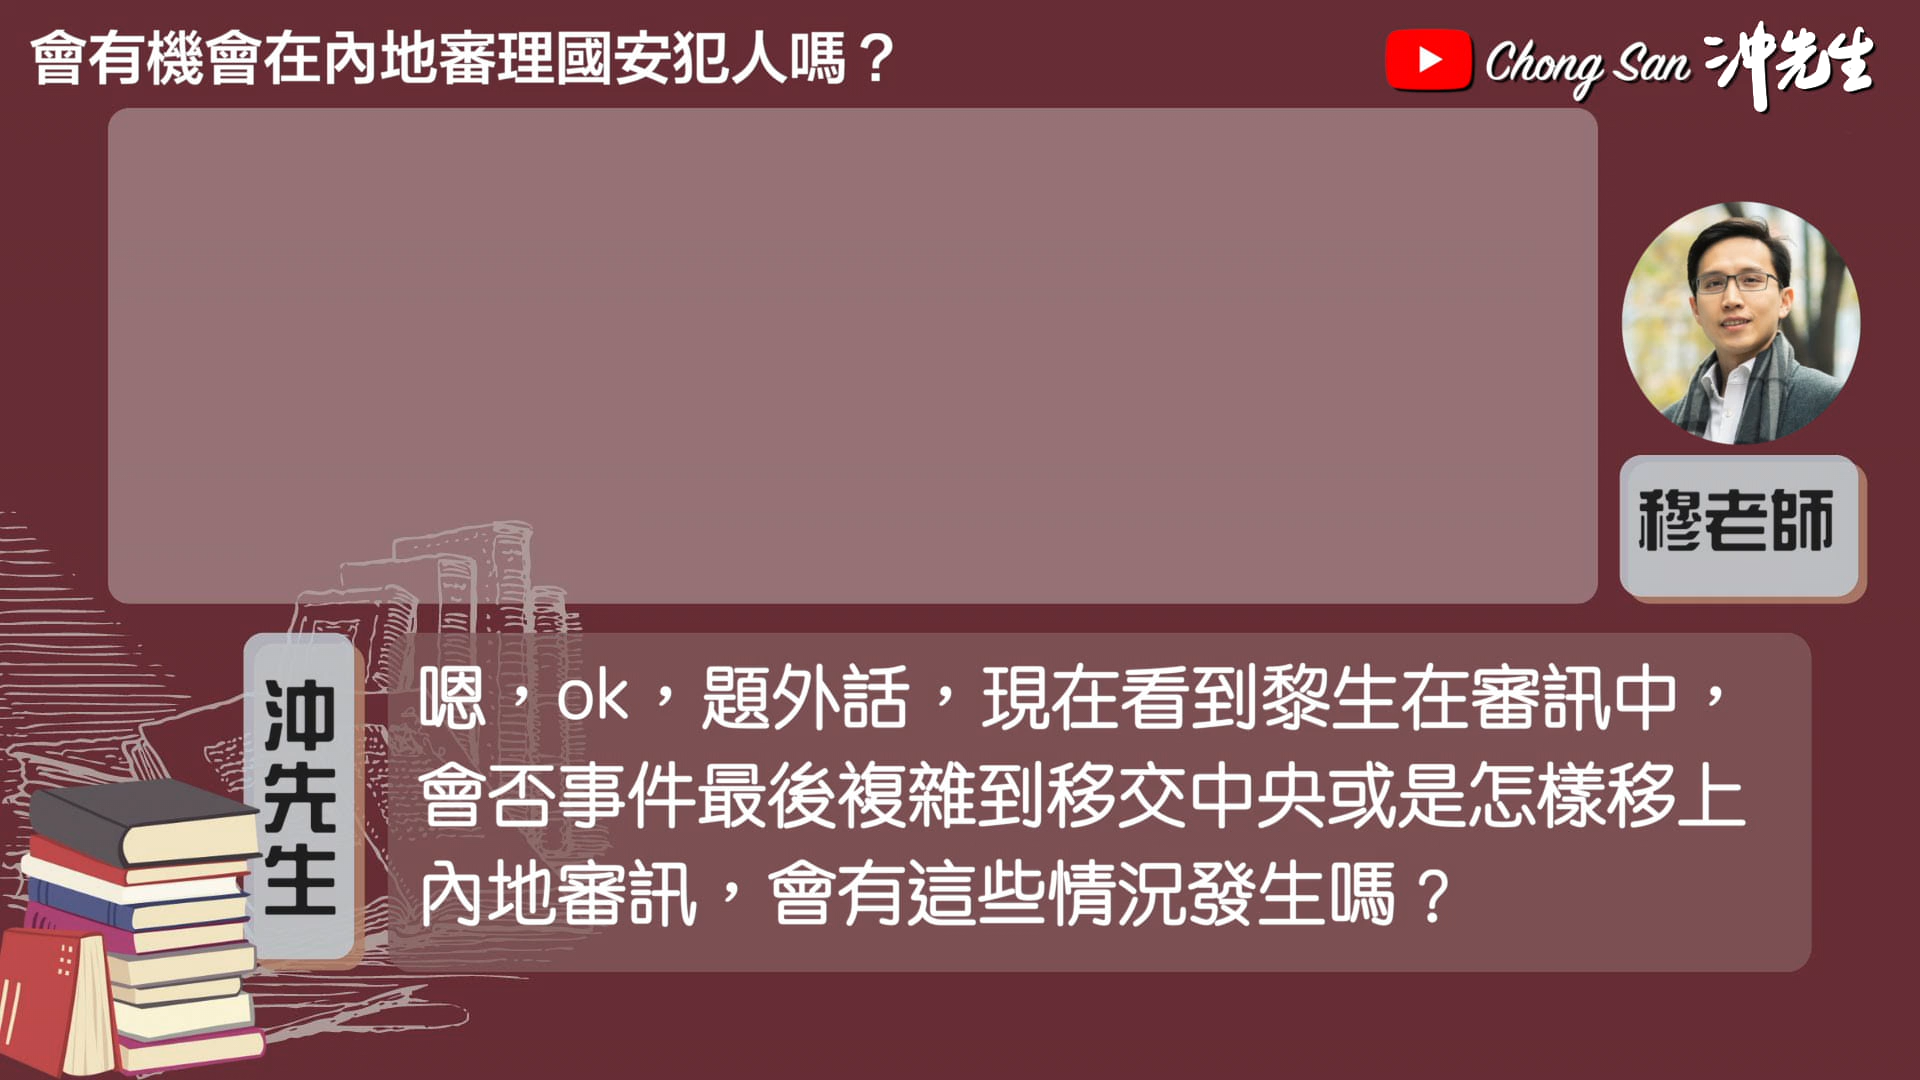 會有機會在內地審理國安犯人嗎？
Chong San 沖先生
穆老師
沖先生
嗯，ok，題外話，現在看到黎生在審訊中，
會否事件最後複雜到移交中央或是怎樣移上
內地審訊，會有這些情況發生嗎？